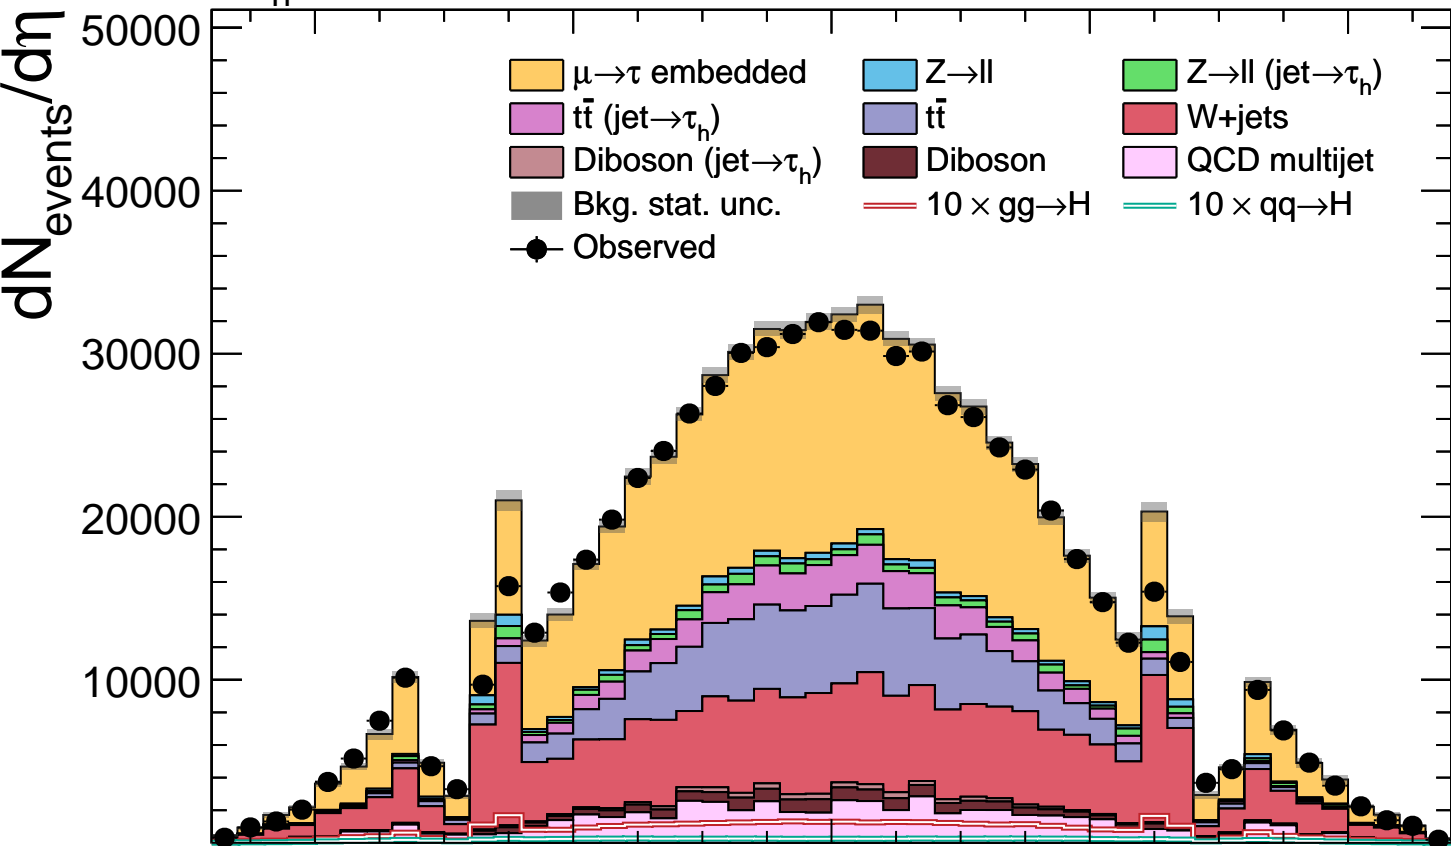 50000
40000
30000
20000
10000
dN_events/dη
μ→τ embedded
Z→ll
Z→ll (jet→τ_h)
tt̄ (jet→τ_h)
tt̄
W+jets
Diboson (jet→τ_h)
Diboson
QCD multijet
Bkg. stat. unc.
10 × gg→H
10 × qq→H
Observed